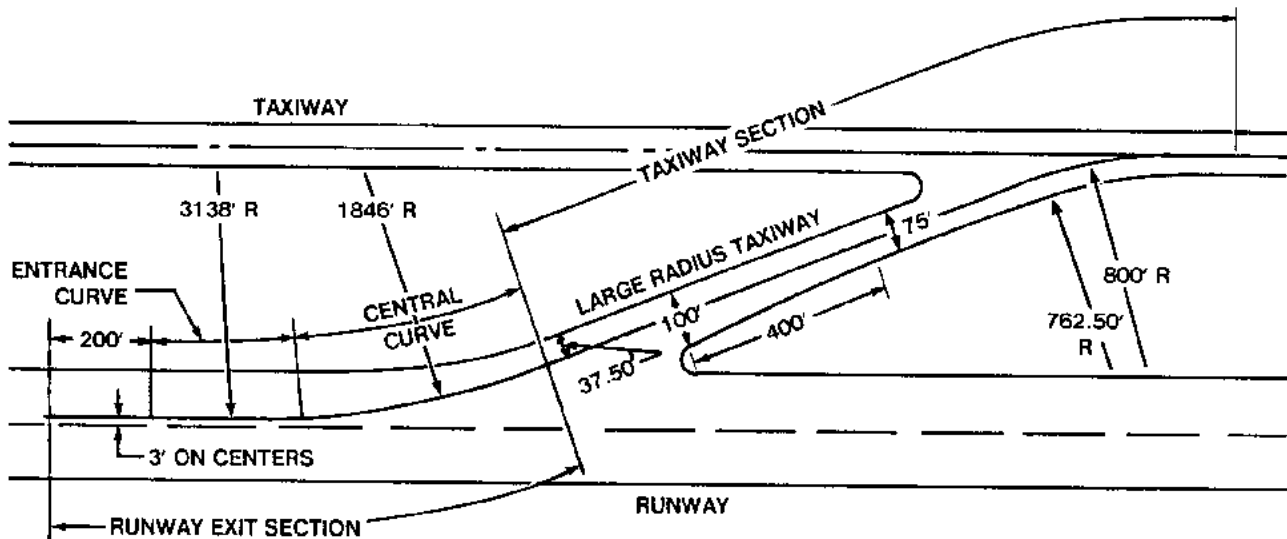 TAXIWAY
TAXIWAY SECTION
3138' R
1846' R
ENTRANCE
CURVE
200'
CENTRAL
CURVE
LARGE RADIUS TAXIWAY
75'
100'
400'
37.50'
800' R
762.50'
R
3' ON CENTERS
RUNWAY
RUNWAY EXIT SECTION